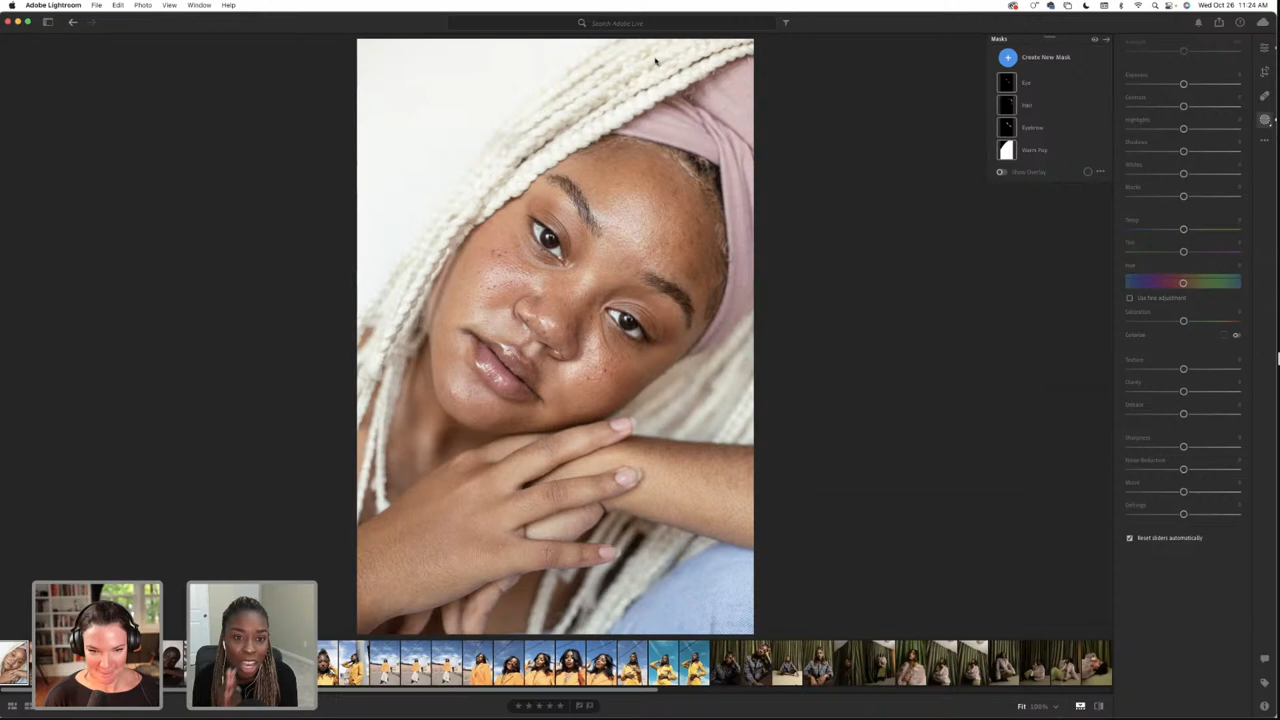 Adobe Lightroom File Edit Photo View Window Help Wed Oct 26 11:24 AM
Search Adobe Live
Masks
Create New Mask
Eye
Hair
Eyebrow
Warm Pop
Show Overlay
Exposure
Contrast
Highlights
Shadows
Whites
Blacks
Temp
Tint
Hue
Use fine adjustment
Saturation
Colorize
Texture
Clarity
Dehaze
Sharpness
Noise Reduction
Moiré
Defringe
Reset sliders automatically
Fit 100%